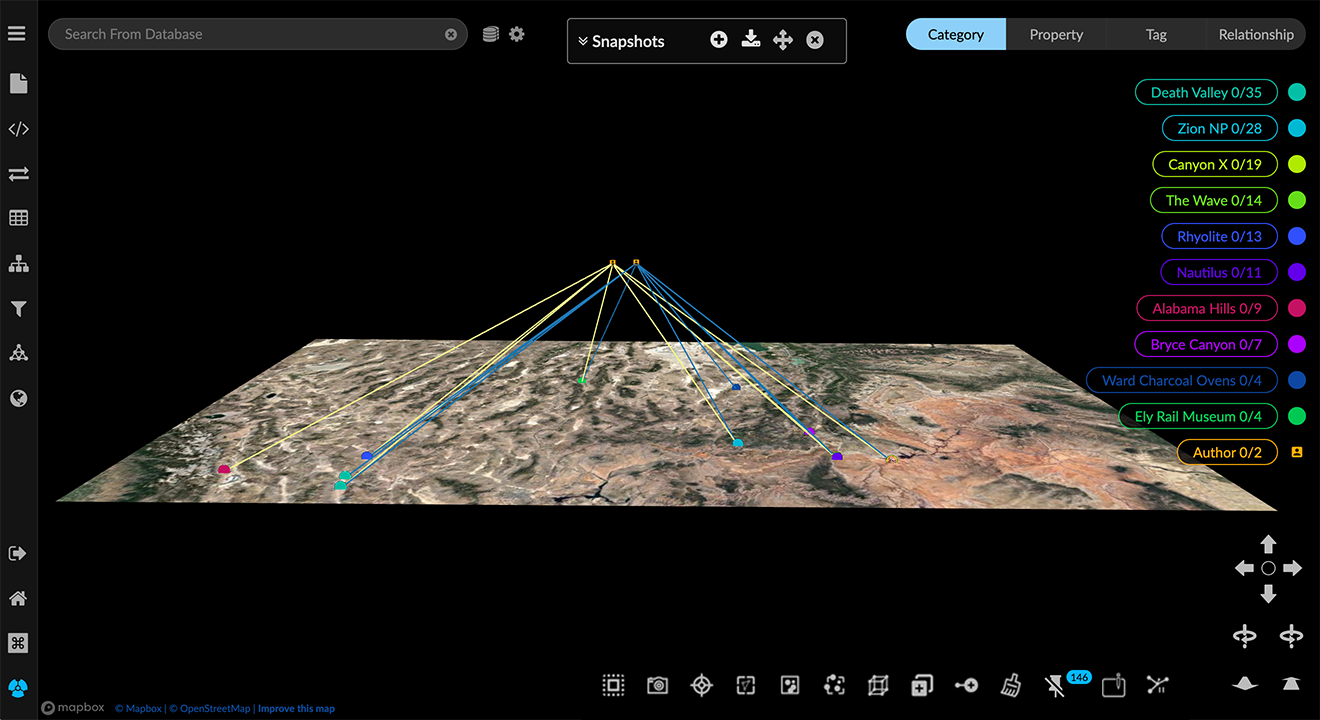 Search From Database
Snapshots
Category Property Tag Relationship
Death Valley 0/35
Zion NP 0/28
Canyon X 0/19
The Wave 0/14
Rhyolite 0/13
Nautilus 0/11
Alabama Hills 0/9
Bryce Canyon 0/7
Ward Charcoal Ovens 0/4
Ely Rail Museum 0/4
Author 0/2
146
mapbox © Mapbox | © OpenStreetMap | Improve this map